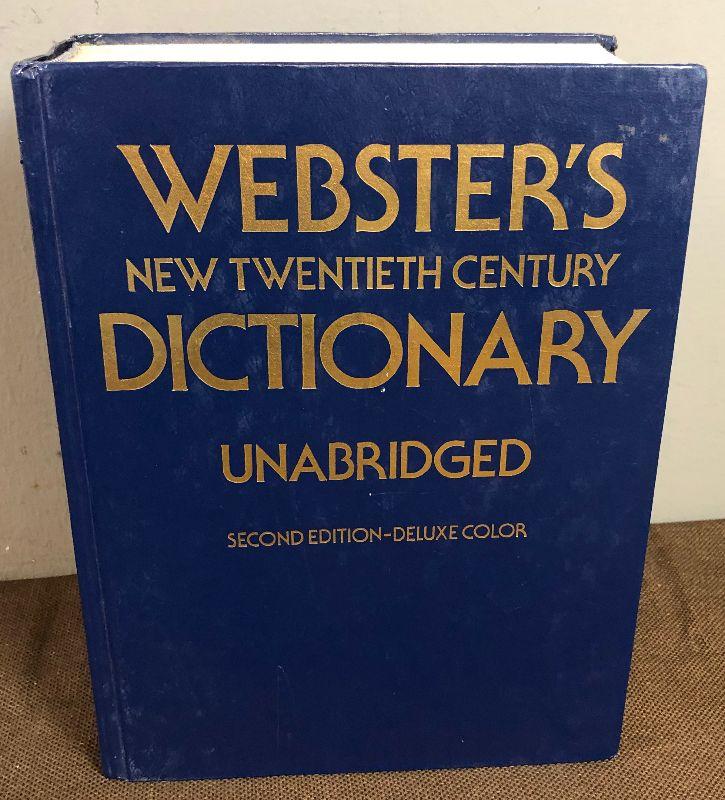 WEBSTER'S
NEW TWENTIETH CENTURY
DICTIONARY
UNABRIDGED
SECOND EDITION-DELUXE COLOR